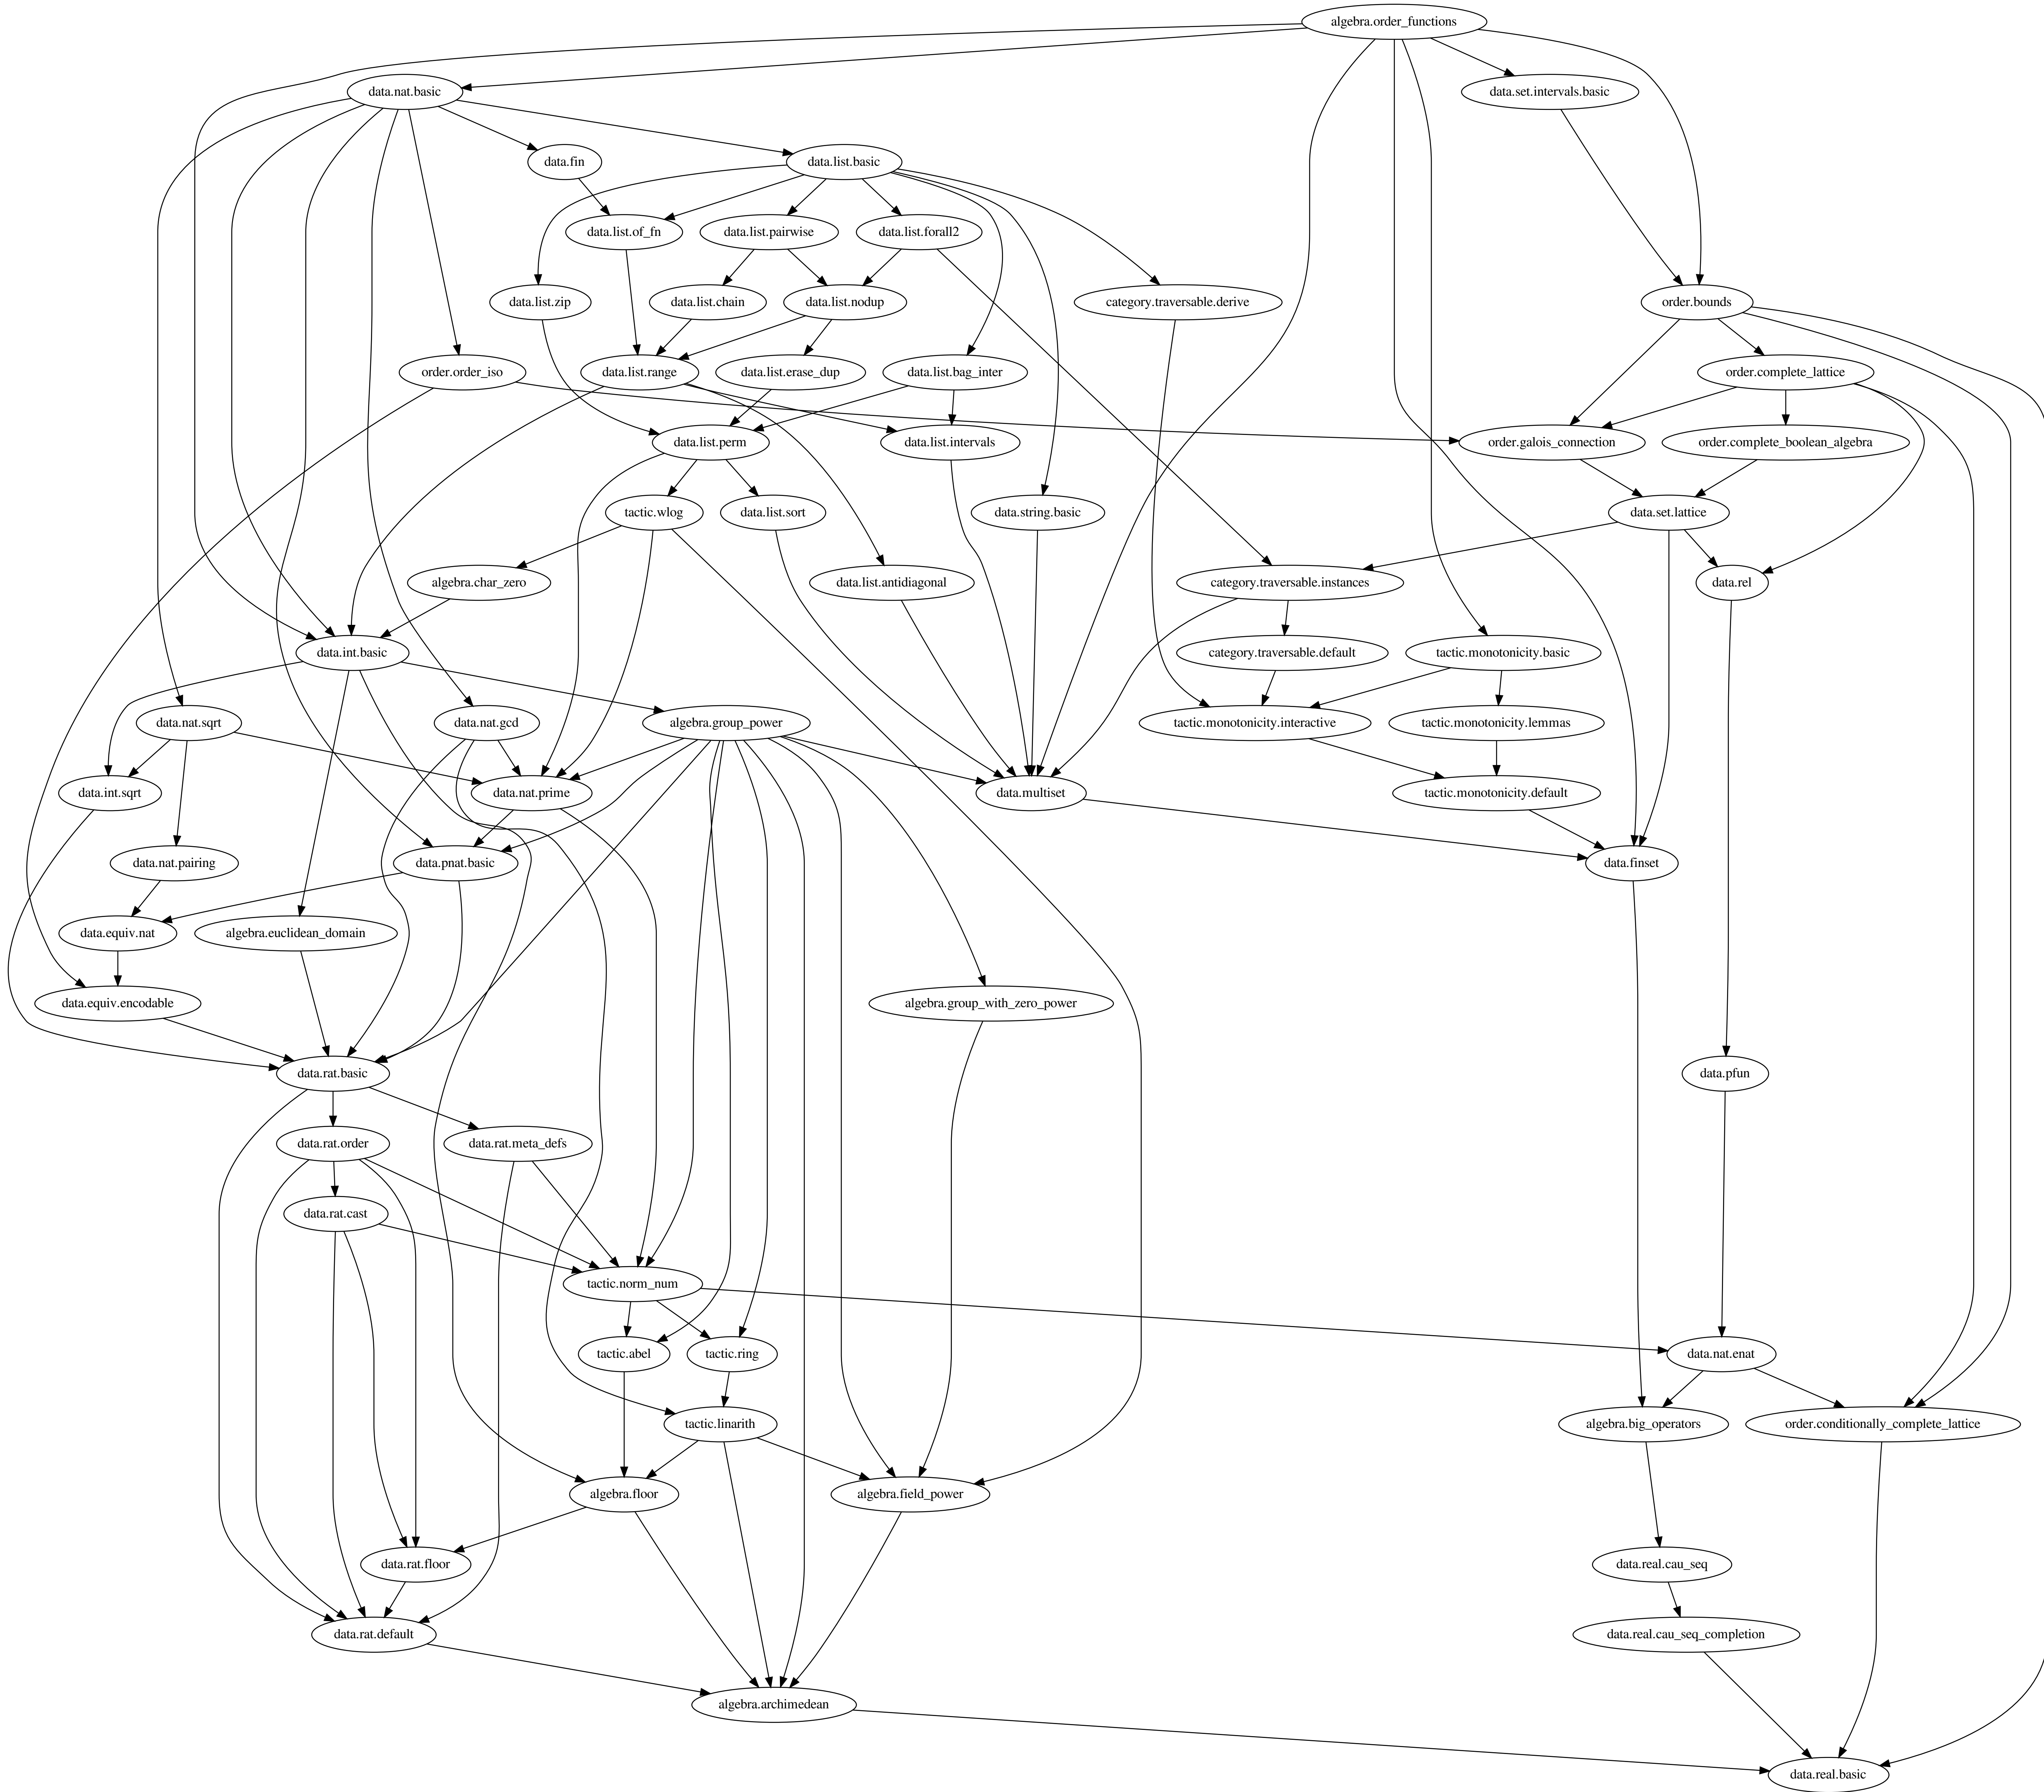 algebra.order_functions
data.nat.basic
data.set.intervals.basic
data.fin
data.list.basic
data.list.of_fn
data.list.pairwise
data.list.forall2
data.list.zip
data.list.chain
data.list.nodup
category.traversable.derive
order.bounds
order.order_iso
data.list.range
data.list.erase_dup
data.list.bag_inter
order.complete_lattice
data.list.perm
data.list.intervals
order.galois_connection
order.complete_boolean_algebra
tactic.wlog
data.list.sort
data.string.basic
data.set.lattice
algebra.char_zero
data.list.antidiagonal
category.traversable.instances
data.rel
data.int.basic
category.traversable.default
tactic.monotonicity.basic
data.nat.sqrt
data.nat.gcd
algebra.group_power
tactic.monotonicity.interactive
tactic.monotonicity.lemmas
data.int.sqrt
data.nat.prime
data.multiset
tactic.monotonicity.default
data.nat.pairing
data.pnat.basic
data.finset
data.equiv.nat
algebra.euclidean_domain
data.equiv.encodable
algebra.group_with_zero_power
data.rat.basic
data.pfun
data.rat.order
data.rat.meta_defs
data.rat.cast
tactic.norm_num
tactic.abel
tactic.ring
data.nat.enat
tactic.linarith
algebra.big_operators
order.conditionally_complete_lattice
algebra.floor
algebra.field_power
data.rat.floor
data.real.cau_seq
data.rat.default
data.real.cau_seq_completion
algebra.archimedean
data.real.basic